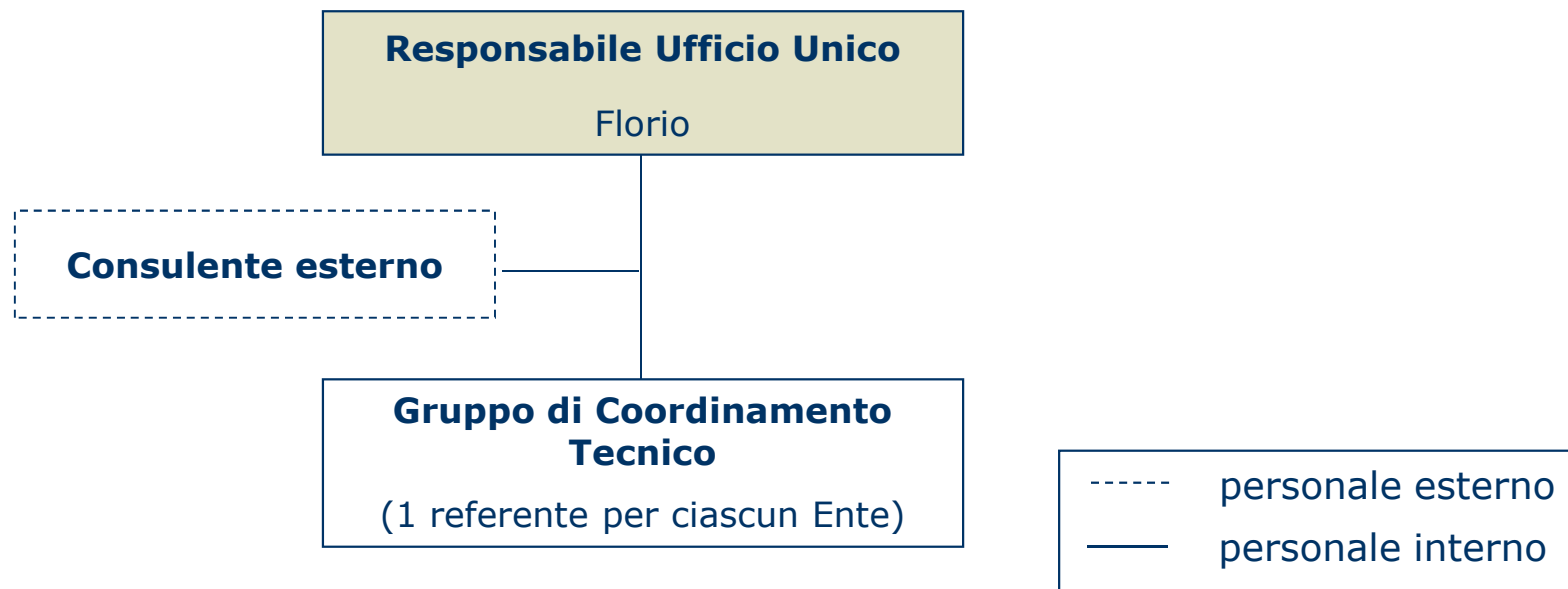 Responsabile Ufficio Unico
Florio
Consulente esterno
Gruppo di Coordinamento
Tecnico
(1 referente per ciascun Ente)
personale esterno
personale interno